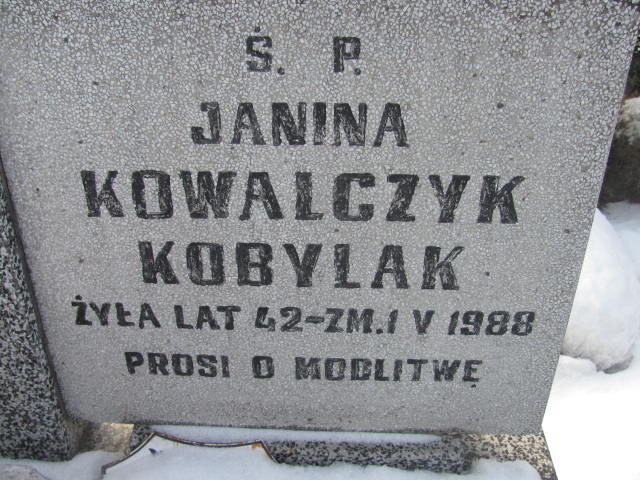 Ś. P.
JANINA
KOWALCZYK
KOBYLAK
ŻYŁA LAT 42-ZM.1 V 1988
PROSI O MODLITWĘ